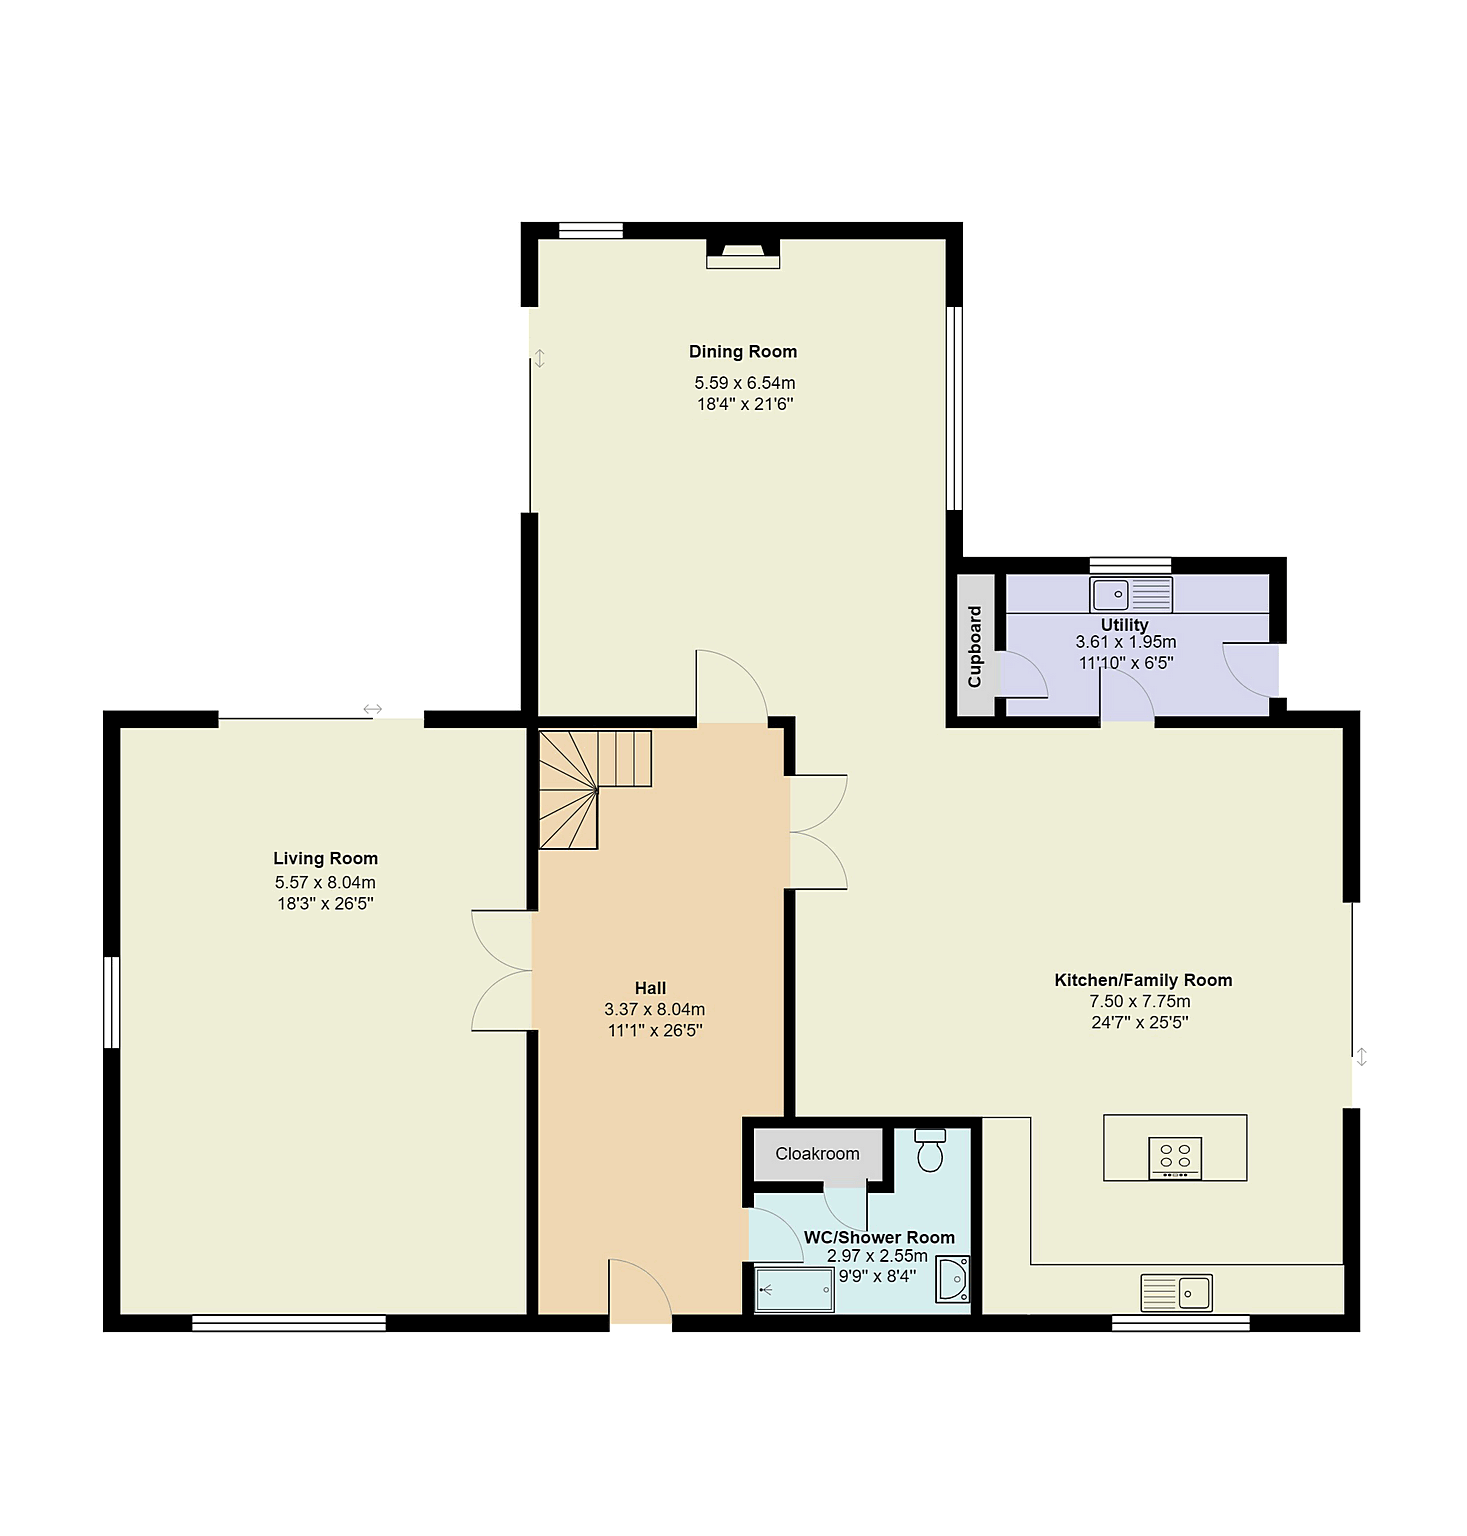 Dining Room
5.59 x 6.54m
18'4" x 21'6"
Cupboard
Utility
3.61 x 1.95m
11'10" x 6'5"
Living Room
5.57 x 8.04m
18'3" x 26'5"
Hall
3.37 x 8.04m
11'1" x 26'5"
Kitchen/Family Room
7.50 x 7.75m
24'7" x 25'5"
Cloakroom
WC/Shower Room
2.97 x 2.55m
9'9" x 8'4"